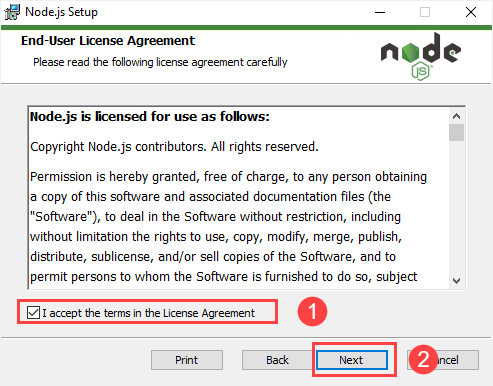 Node.js Setup
End-User License Agreement
Please read the following license agreement carefully
node
JS
Node.js is licensed for use as follows:
Copyright Node.js contributors. All rights reserved.
Permission is hereby granted, free of charge, to any person obtaining
a copy of this software and associated documentation files (the
"Software"), to deal in the Software without restriction, including
without limitation the rights to use, copy, modify, merge, publish,
distribute, sublicense, and/or sell copies of the Software, and to
permit persons to whom the Software is furnished to do so, subject
I accept the terms in the License Agreement
1
Print
Back
Next
2
ncel